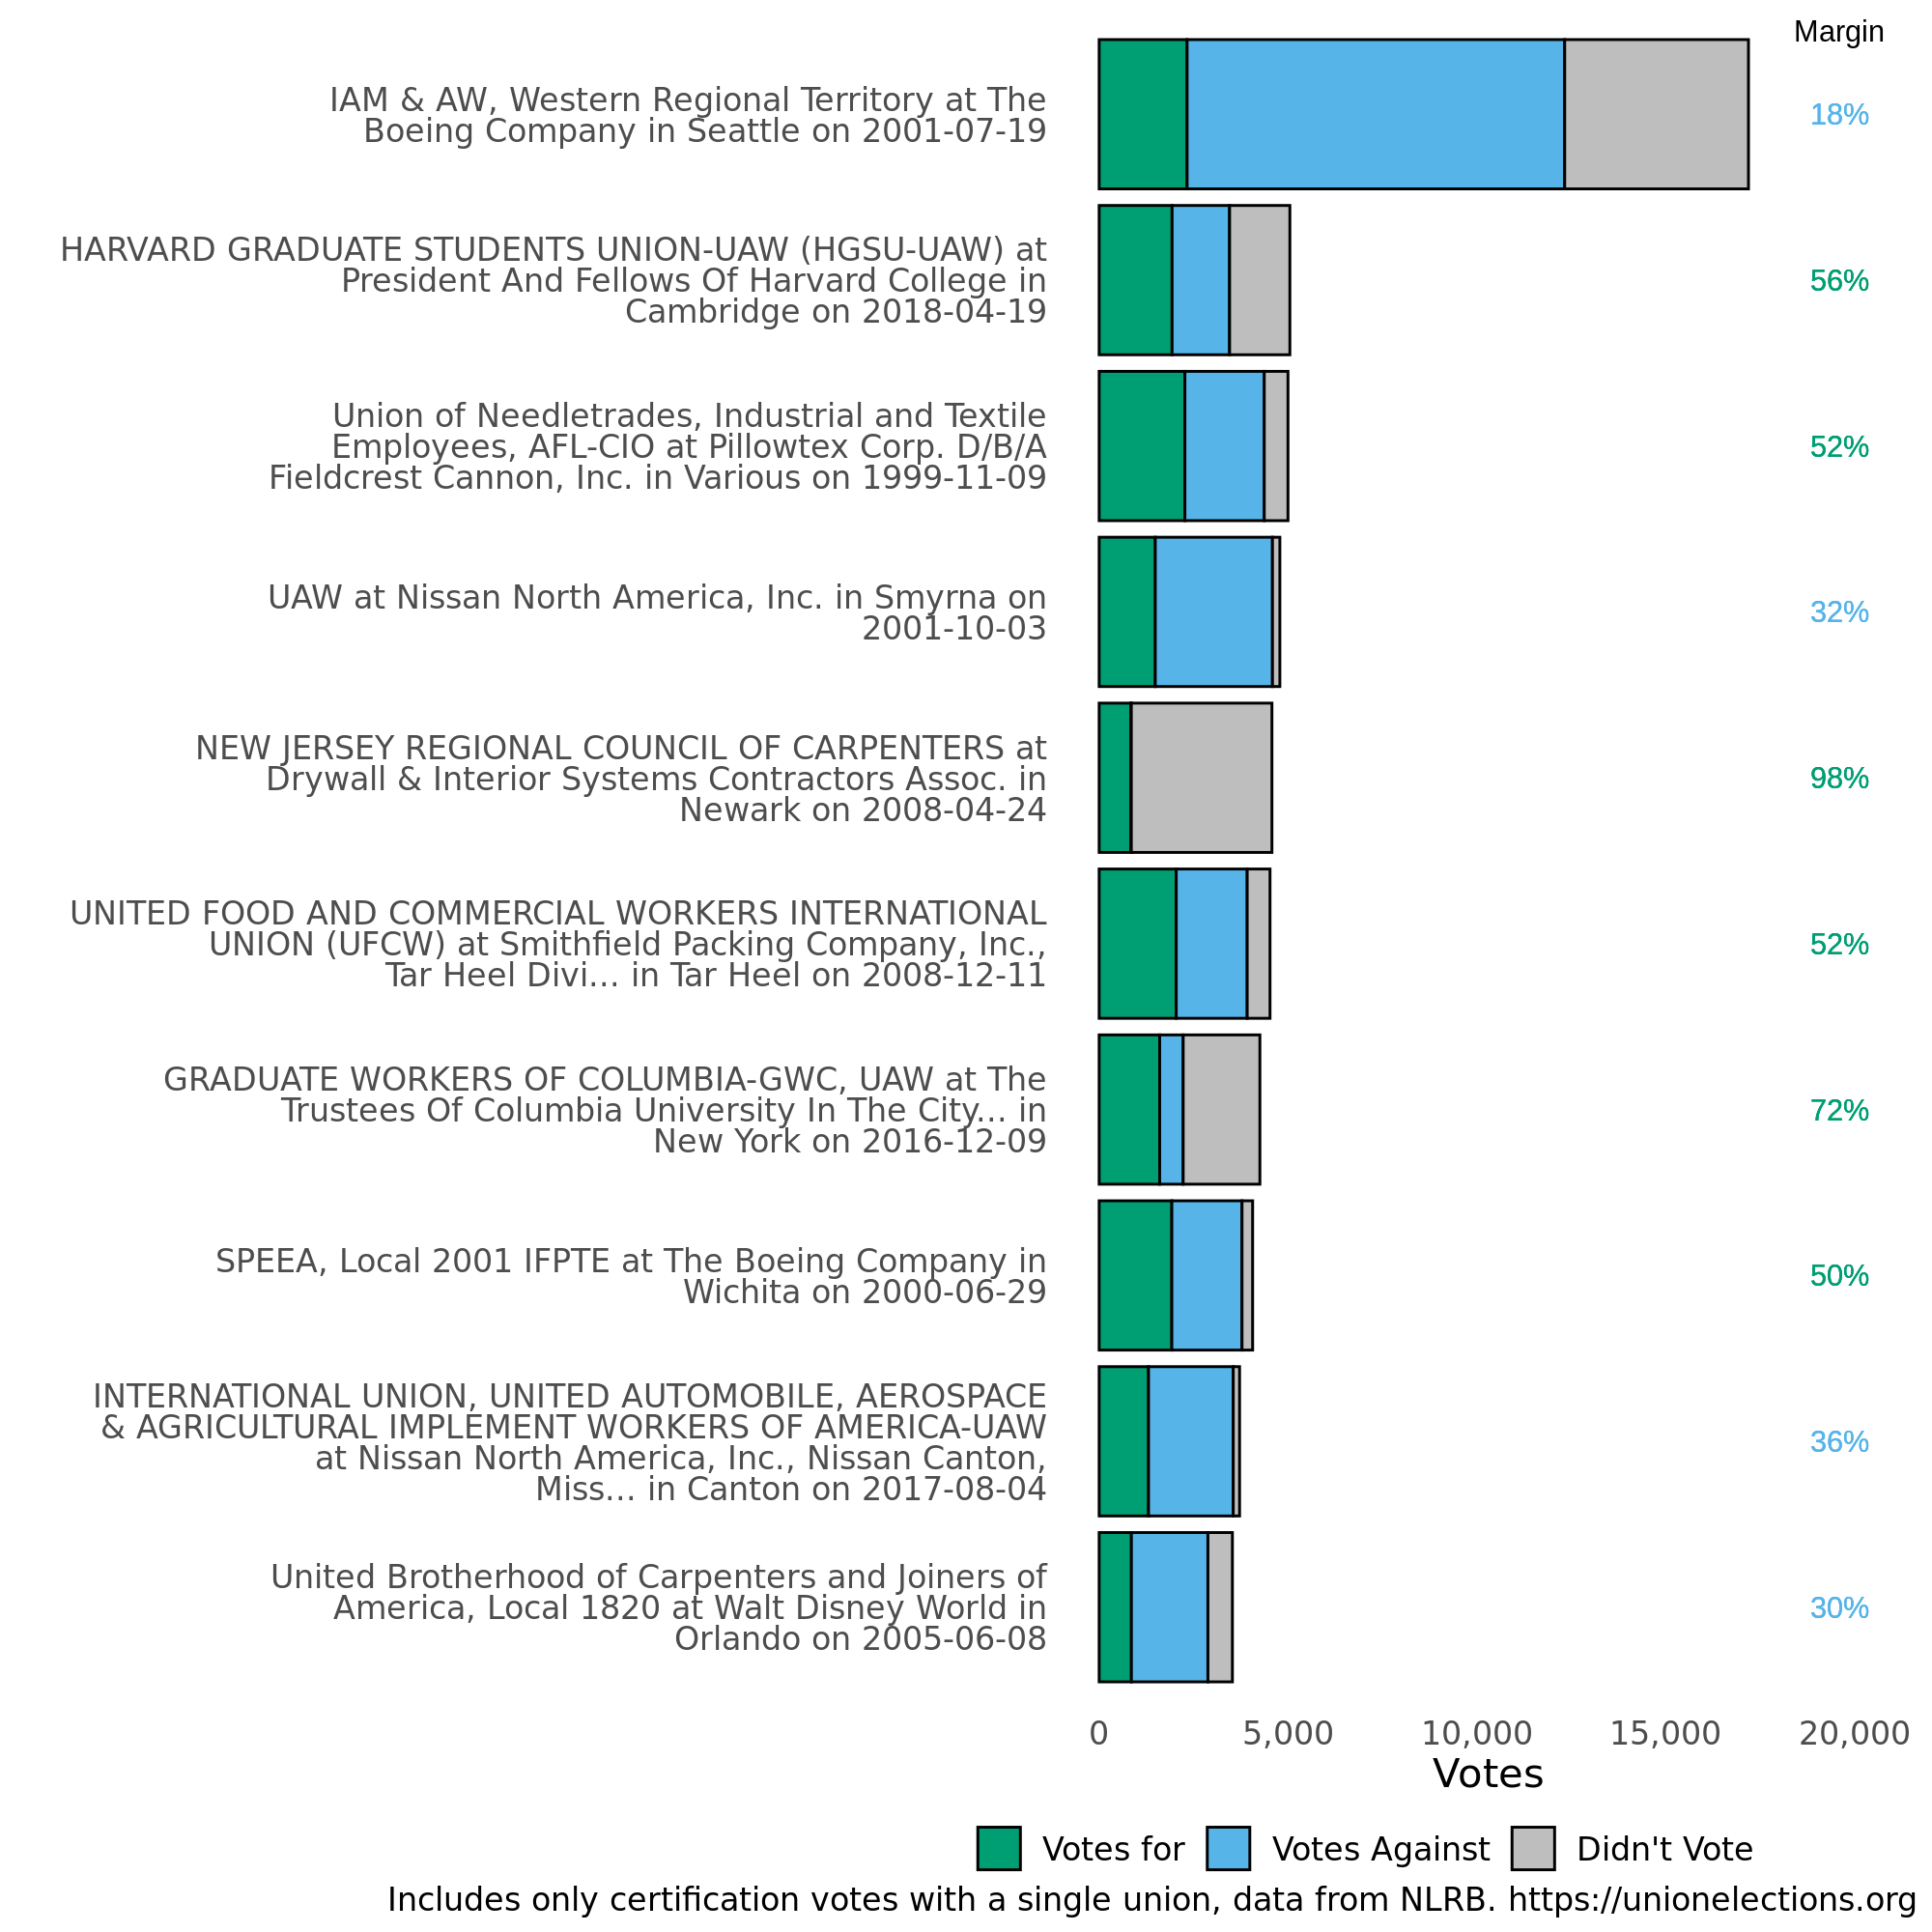 Margin
IAM & AW, Western Regional Territory at The
Boeing Company in Seattle on 2001-07-19
18%
HARVARD GRADUATE STUDENTS UNION-UAW (HGSU-UAW) at
President And Fellows Of Harvard College in
Cambridge on 2018-04-19
56%
Union of Needletrades, Industrial and Textile
Employees, AFL-CIO at Pillowtex Corp. D/B/A
Fieldcrest Cannon, Inc. in Various on 1999-11-09
52%
UAW at Nissan North America, Inc. in Smyrna on
2001-10-03
32%
NEW JERSEY REGIONAL COUNCIL OF CARPENTERS at
Drywall & Interior Systems Contractors Assoc. in
Newark on 2008-04-24
98%
UNITED FOOD AND COMMERCIAL WORKERS INTERNATIONAL
UNION (UFCW) at Smithfield Packing Company, Inc.,
Tar Heel Divi... in Tar Heel on 2008-12-11
52%
GRADUATE WORKERS OF COLUMBIA-GWC, UAW at The
Trustees Of Columbia University In The City... in
New York on 2016-12-09
72%
SPEEA, Local 2001 IFPTE at The Boeing Company in
Wichita on 2000-06-29
50%
INTERNATIONAL UNION, UNITED AUTOMOBILE, AEROSPACE
& AGRICULTURAL IMPLEMENT WORKERS OF AMERICA-UAW
at Nissan North America, Inc., Nissan Canton,
Miss... in Canton on 2017-08-04
36%
United Brotherhood of Carpenters and Joiners of
America, Local 1820 at Walt Disney World in
Orlando on 2005-06-08
30%
0 5,000 10,000 15,000 20,000
Votes
Votes for Votes Against Didn't Vote
Includes only certification votes with a single union, data from NLRB. https://unionelections.org